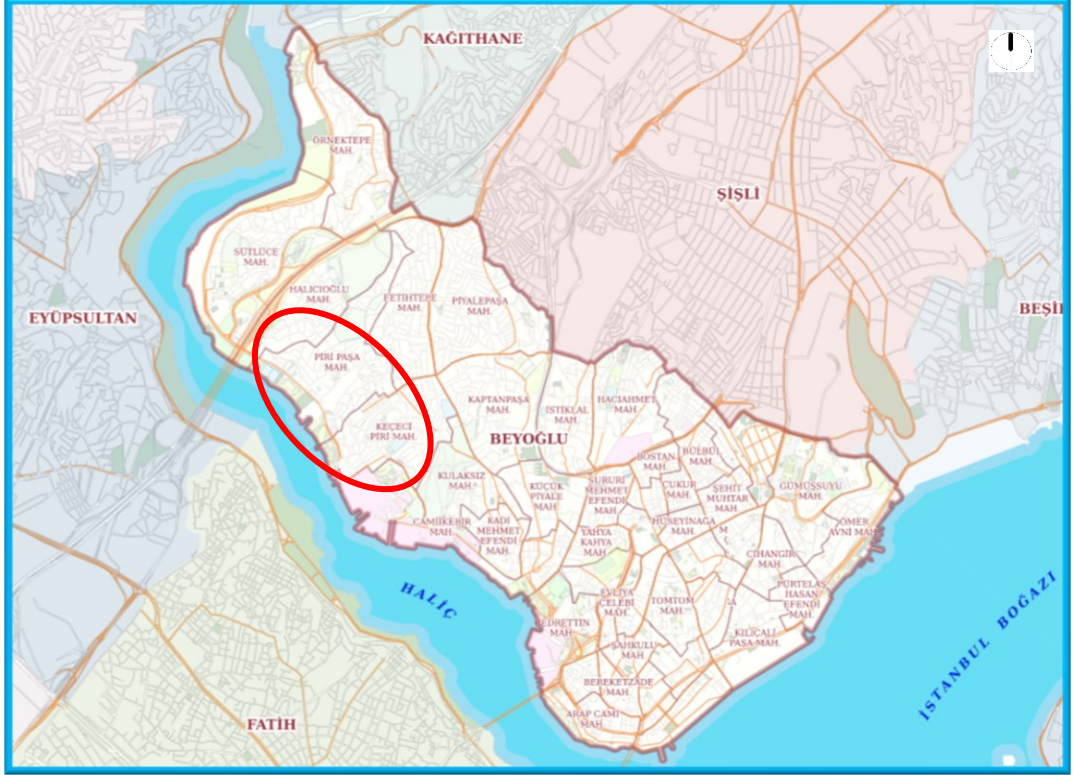 KAĞITHANE
ÖRNEKTEPE
MAH.
ŞİŞLİ
SÜTLÜCE
MAH.
HALICIOĞLU
MAH.
FETİHTEPE
MAH.
PİYALEPAŞA
MAH.
EYÜPSULTAN
BEŞİ
PİRİ PAŞA
MAH.
KEÇECİ
PİRİ MAH.
KAPTANPAŞA
MAH.
İSTİKLAL
MAH.
HACIAHMET
MAH.
BEYOĞLU
BOSTAN
MAH.
BÜLBÜL
MAH.
KULAKSIZ
MAH.
KÜÇÜK
PİYALE
MAH.
SURURİ
MEHMET
EFENDİ
MAH.
ÇUKUR
MAH.
ŞEHİT
MUHTAR
MAH.
GÜMÜŞSUYU
MAH.
CAMİİKEBİR
MAH.
KADI
MEHMET
EFENDİ
MAH.
YAHYA
KAHYA
MAH.
HÜSEYİNAĞA
MAH.
ÖMER
AVNİ MAH.
CİHANGİR
MAH.
PÜRTELAŞ
HASAN
EFENDİ
MAH.
HALİÇ
EVLİYA
ÇELEBİ
MAH.
TOMTOM
MAH.
EDRETTİN
MAH.
ŞAHKULU
MAH.
KILIÇALİ
PAŞA MAH.
BEREKETZADE
MAH.
ARAP CAMİ
MAH.
FATİH
İSTANBUL BOĞAZI